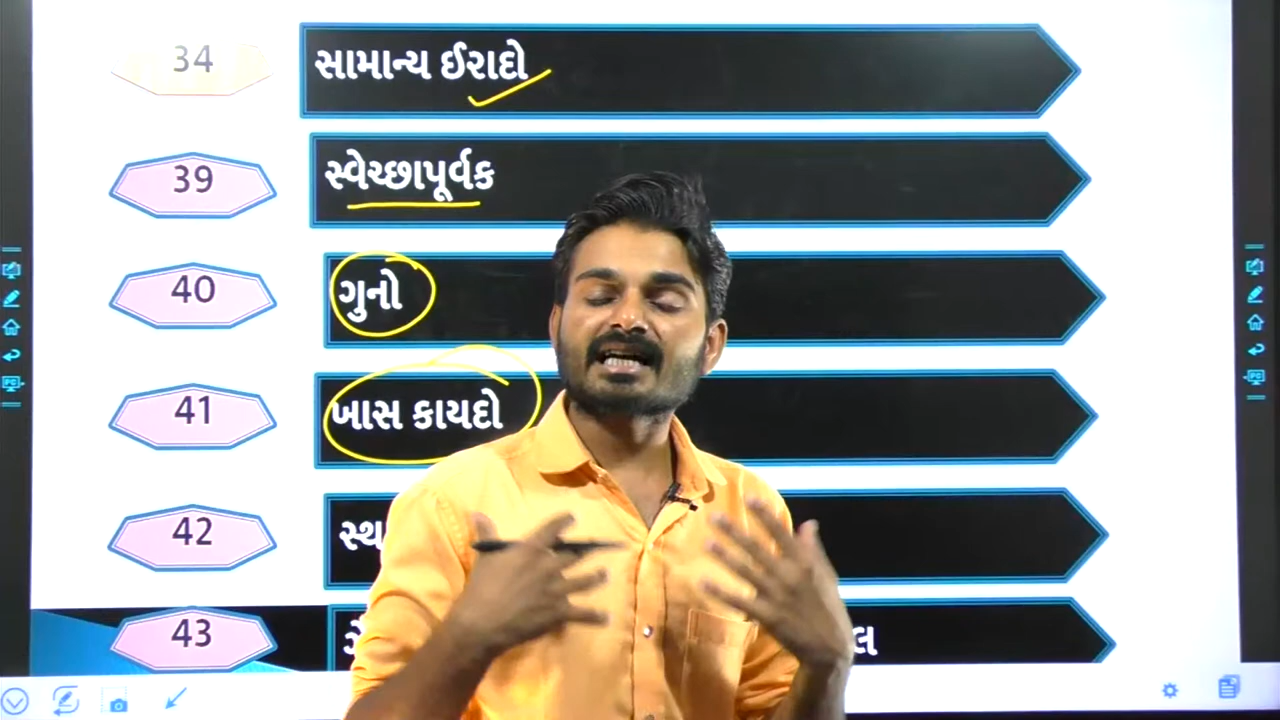 34 સામાન્ય ઈરાદો
39 સ્વેચ્છાપૂર્વક
40 ગુનો
41 ખાસ કાયદો
42
43